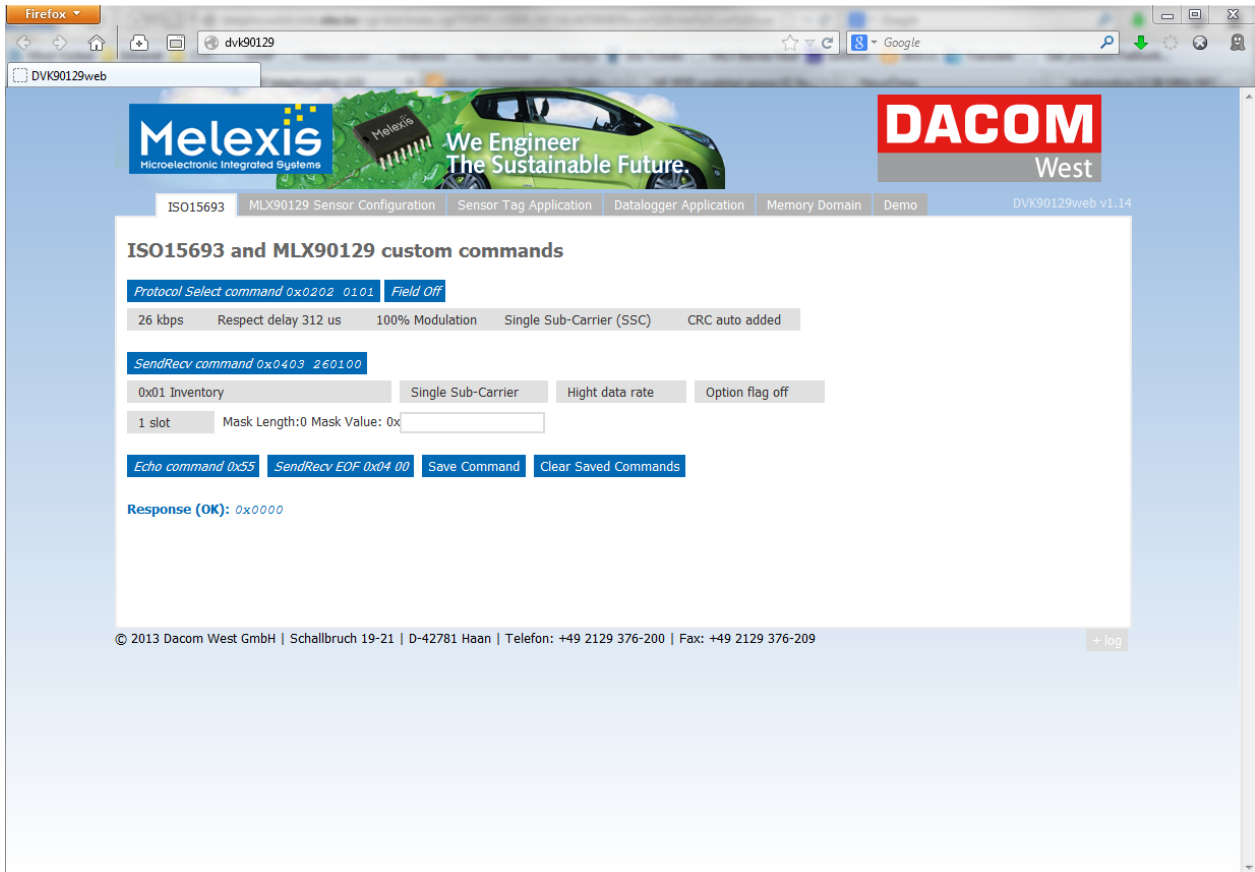 Firefox
dvk90129
Google
DVK90129web
Melexis
Microelectronic Integrated Systems
Melexis
We Engineer
The Sustainable Future.
DACOM
West
ISO15693 MLX90129 Sensor Configuration Sensor Tag Application Datalogger Application Memory Domain Demo DVK90129web v1.14
ISO15693 and MLX90129 custom commands
Protocol Select command 0x0202 0101 Field Off
26 kbps Respect delay 312 us 100% Modulation Single Sub-Carrier (SSC) CRC auto added
SendRecv command 0x0403 260100
0x01 Inventory Single Sub-Carrier Hight data rate Option flag off
1 slot Mask Length:0 Mask Value: 0x
Echo command 0x55 SendRecv EOF 0x04 00 Save Command Clear Saved Commands
Response (OK): 0x0000
© 2013 Dacom West GmbH | Schallbruch 19-21 | D-42781 Haan | Telefon: +49 2129 376-200 | Fax: +49 2129 376-209
+ log